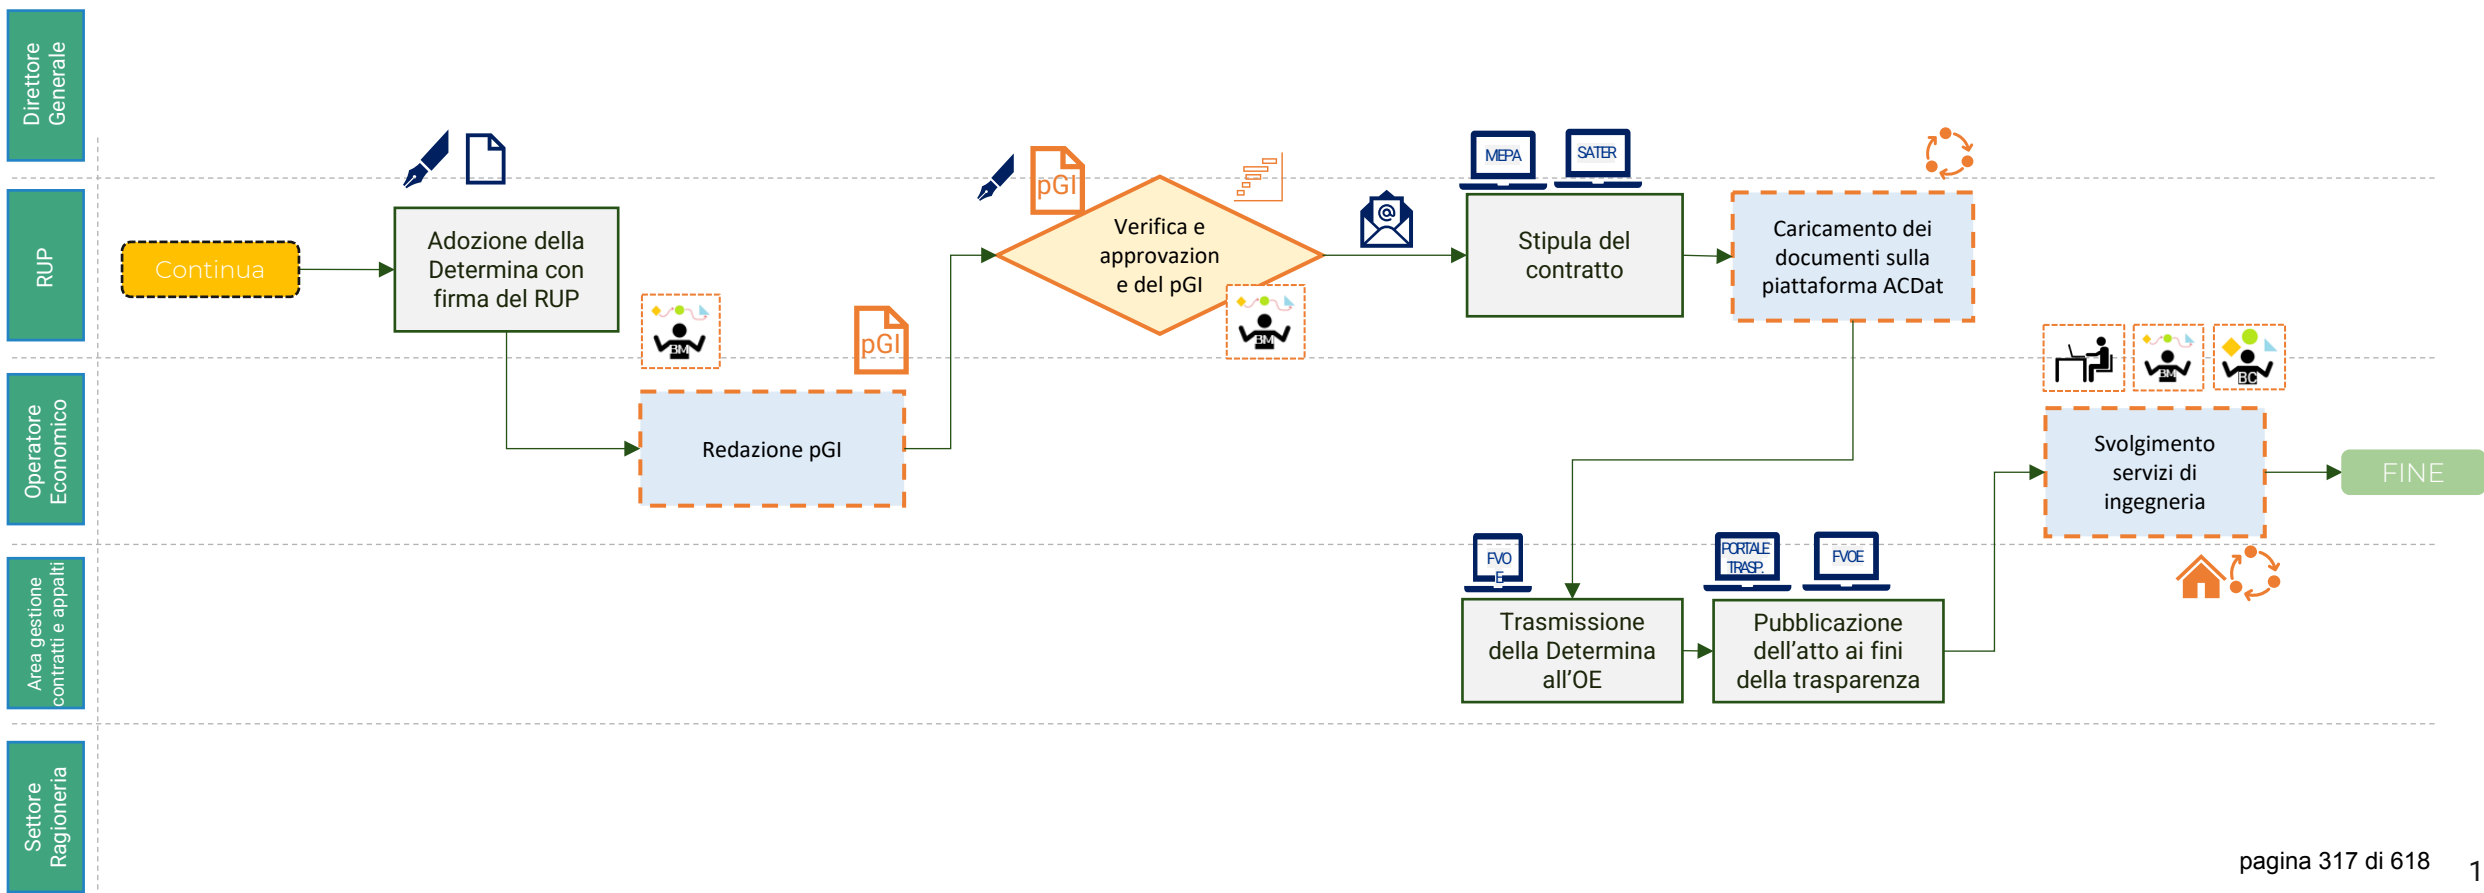 Direttore
Generale
RUP
Operatore
Economico
Area gestione
contratti e appalti
Settore
Ragioneria
Continua
Adozione della
Determina con
firma del RUP
BM
pGI
Redazione pGI
pGI
Verifica e
approvazion
e del pGI
BM
@
MEPA
SATER
Stipula del
contratto
Caricamento dei
documenti sulla
piattaforma ACDat
FVO
E
Trasmissione
della Determina
all'OE
PORTALE
TRASP.
FVOE
Pubblicazione
dell'atto ai fini
della trasparenza
BM
BC
Svolgimento
servizi di
ingegneria
FINE
pagina 317 di 618
1